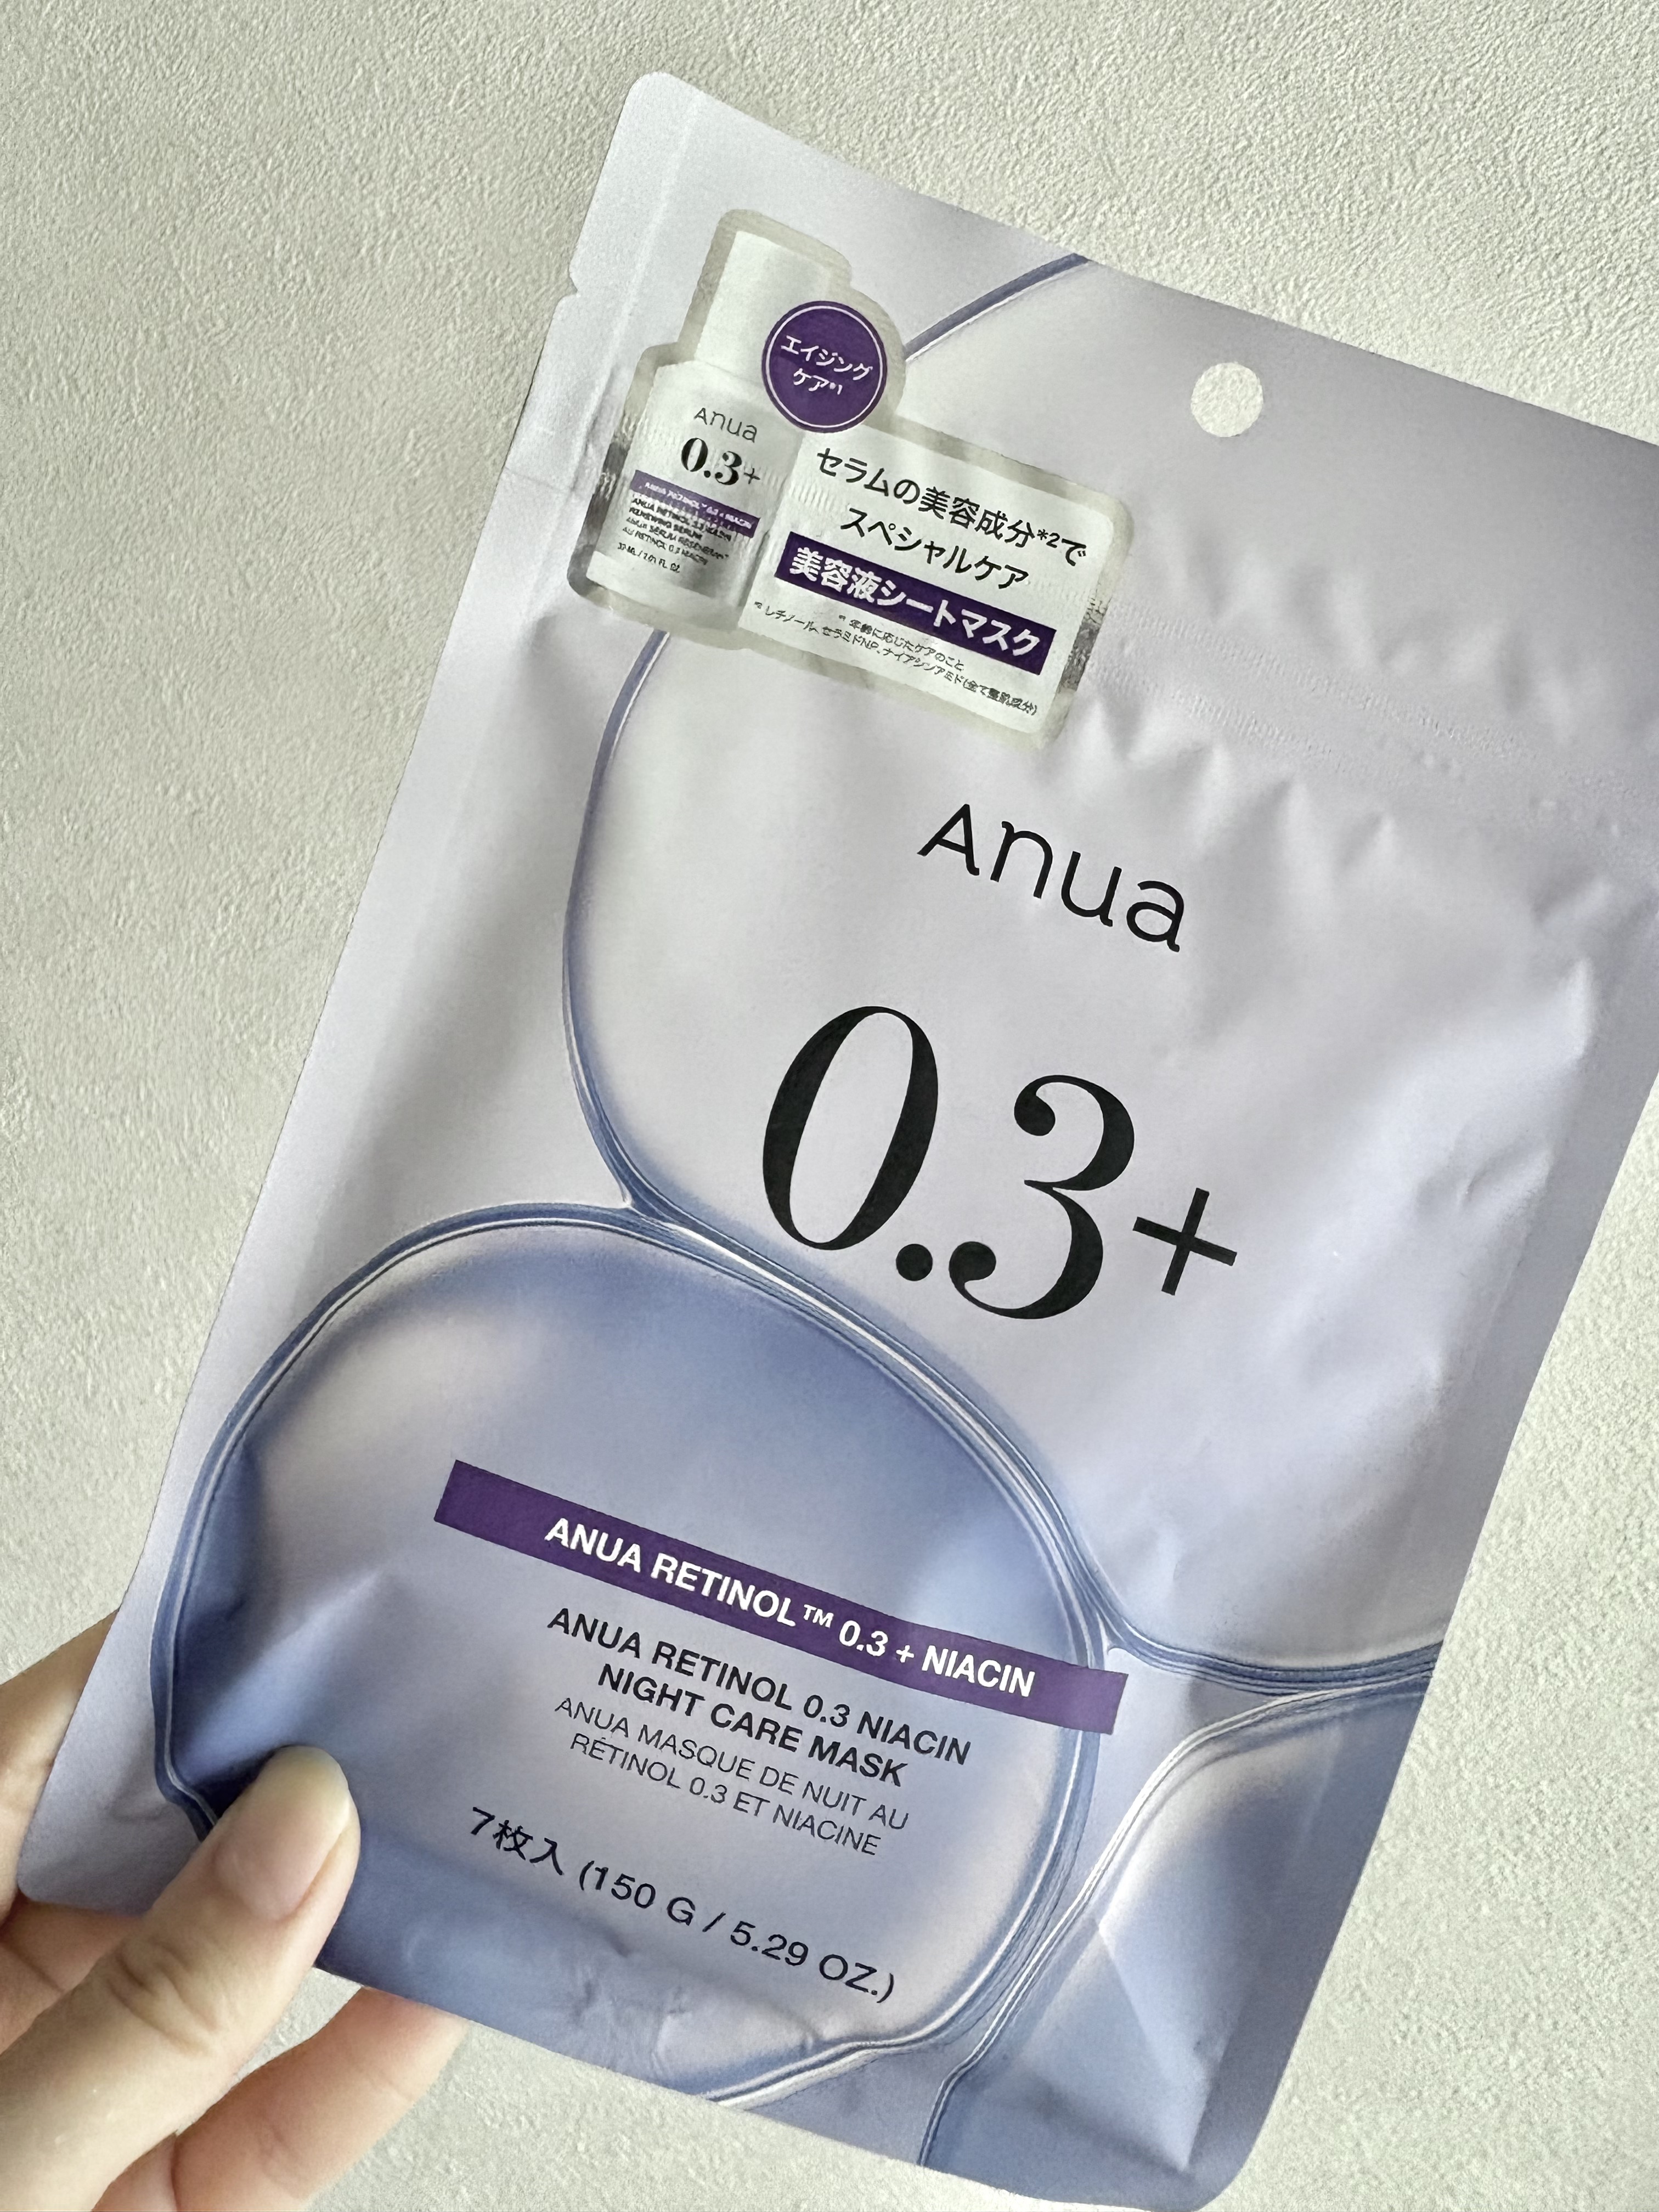 エイジング
ケア*1
Anua
0.3+
ANUA RETINOL™ 0.3 + NIACIN
セラムの美容成分*2で
スペシャルケア
美容液シートマスク
*1 年齢に応じたケアのこと
*2 レチノール、セラミドNP、ナイアシンアミド(全て整肌成分)
Anua
0.3+
ANUA RETINOL™ 0.3 + NIACIN
ANUA RETINOL 0.3 NIACIN
NIGHT CARE MASK
ANUA MASQUE DE NUIT AU
RÉTINOL 0.3 ET NIACINE
7枚入 (150 G / 5.29 OZ.)